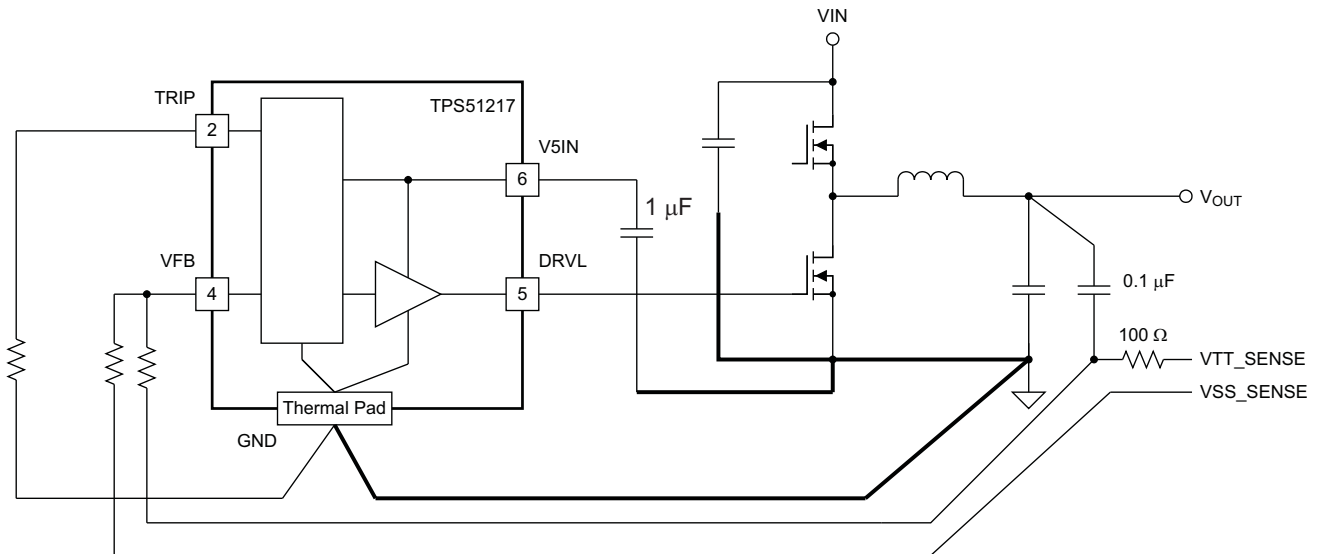 VIN
TRIP
TPS51217
2
V5IN
6
1 μF
VOUT
VFB
DRVL
4
5
0.1 μF
100 Ω
VTT_SENSE
Thermal Pad
VSS_SENSE
GND